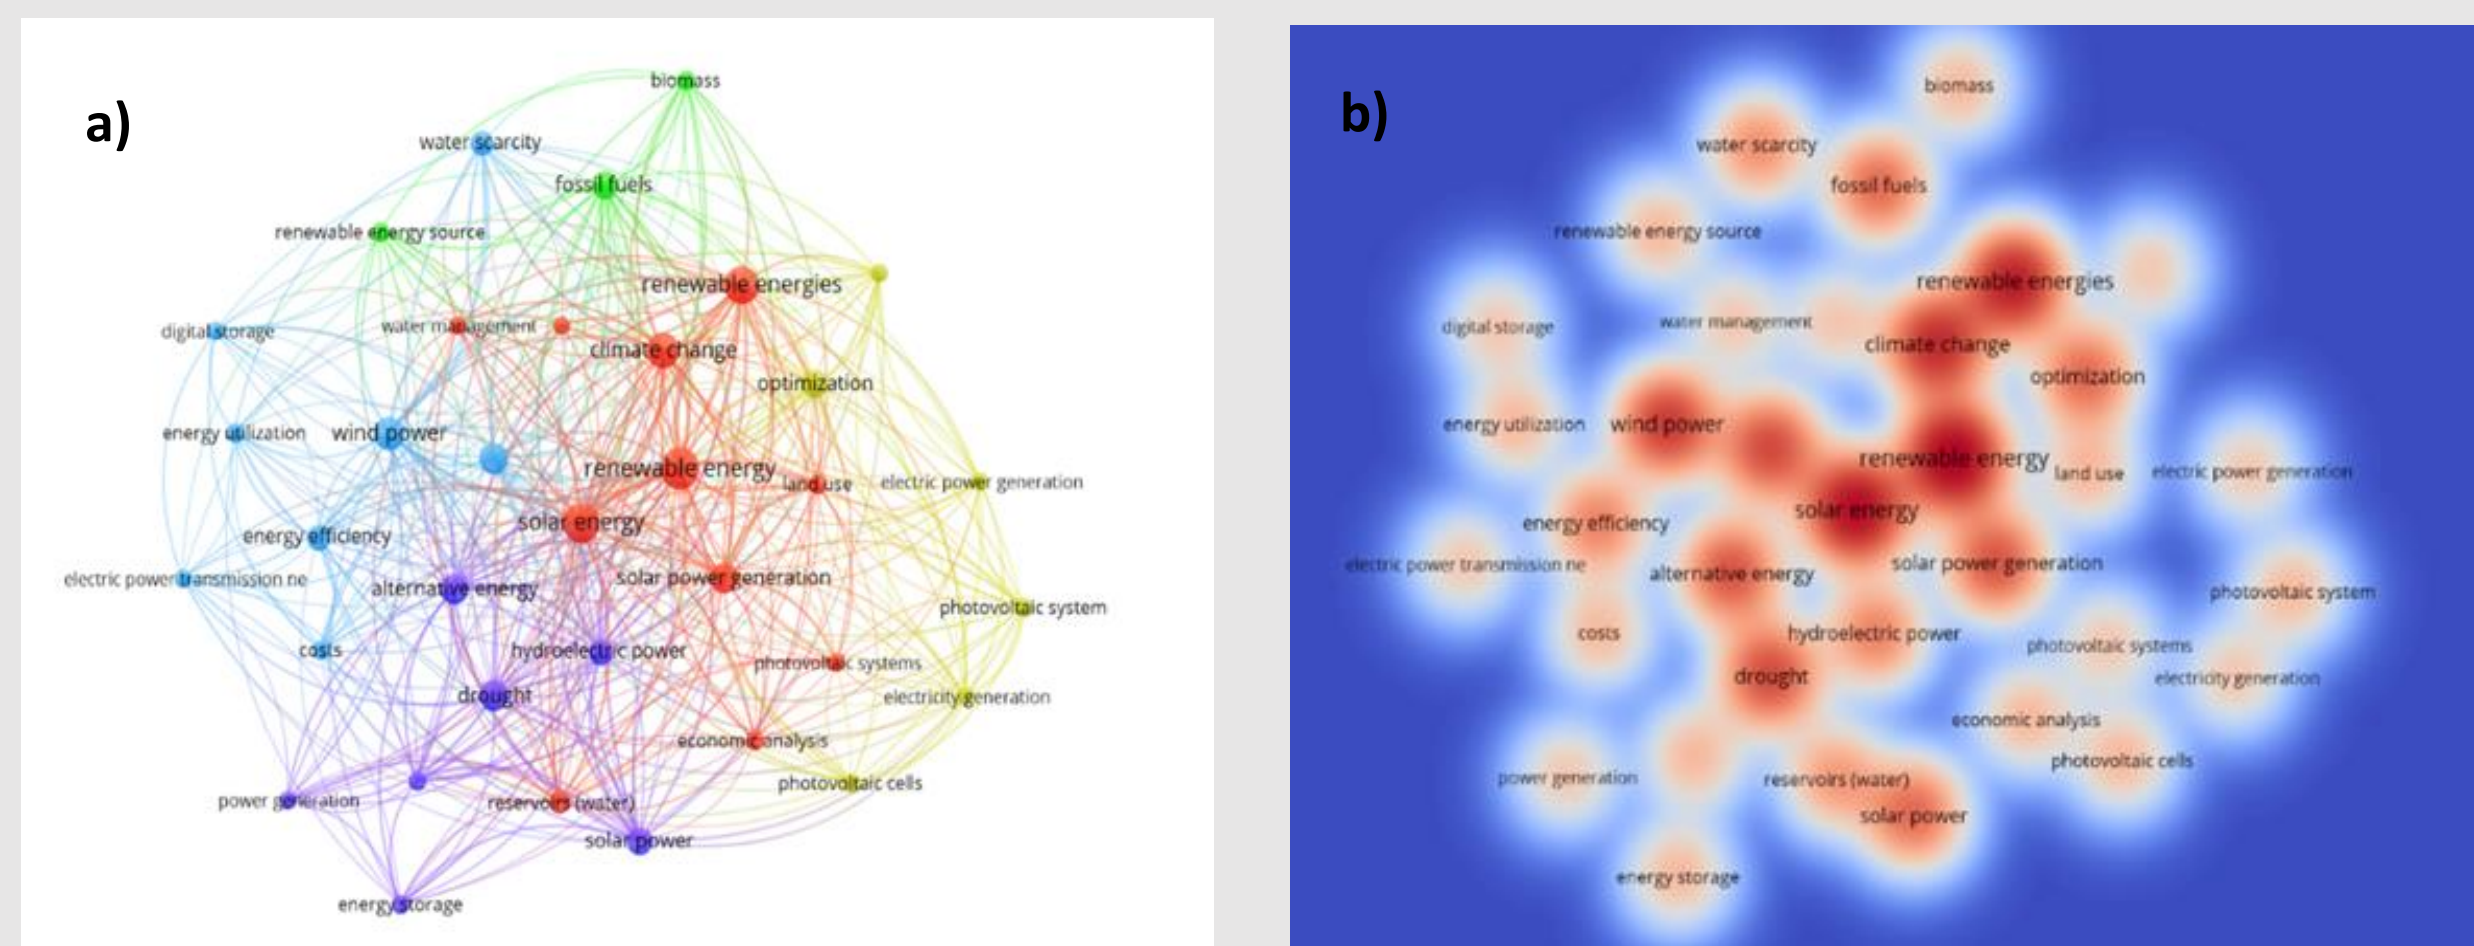 a)
biomass
water scarcity
fossil fuels
renewable energy source
renewable energies
digital storage
water management
climate change
optimization
energy utilization
wind power
renewable energy
land use
electric power generation
solar energy
energy efficiency
electric power transmission ne
alternative energy
solar power generation
photovoltaic system
costs
hydroelectric power
photovoltaic systems
drought
electricity generation
economic analysis
photovoltaic cells
power generation
reservoirs (water)
solar power
energy storage
b)
biomass
water scarcity
fossil fuels
renewable energy source
renewable energies
digital storage
water management
climate change
optimization
energy utilization
wind power
renewable energy
land use
electric power generation
solar energy
energy efficiency
electric power transmission ne
alternative energy
solar power generation
photovoltaic system
costs
hydroelectric power
photovoltaic systems
drought
electricity generation
economic analysis
photovoltaic cells
power generation
reservoirs (water)
solar power
energy storage